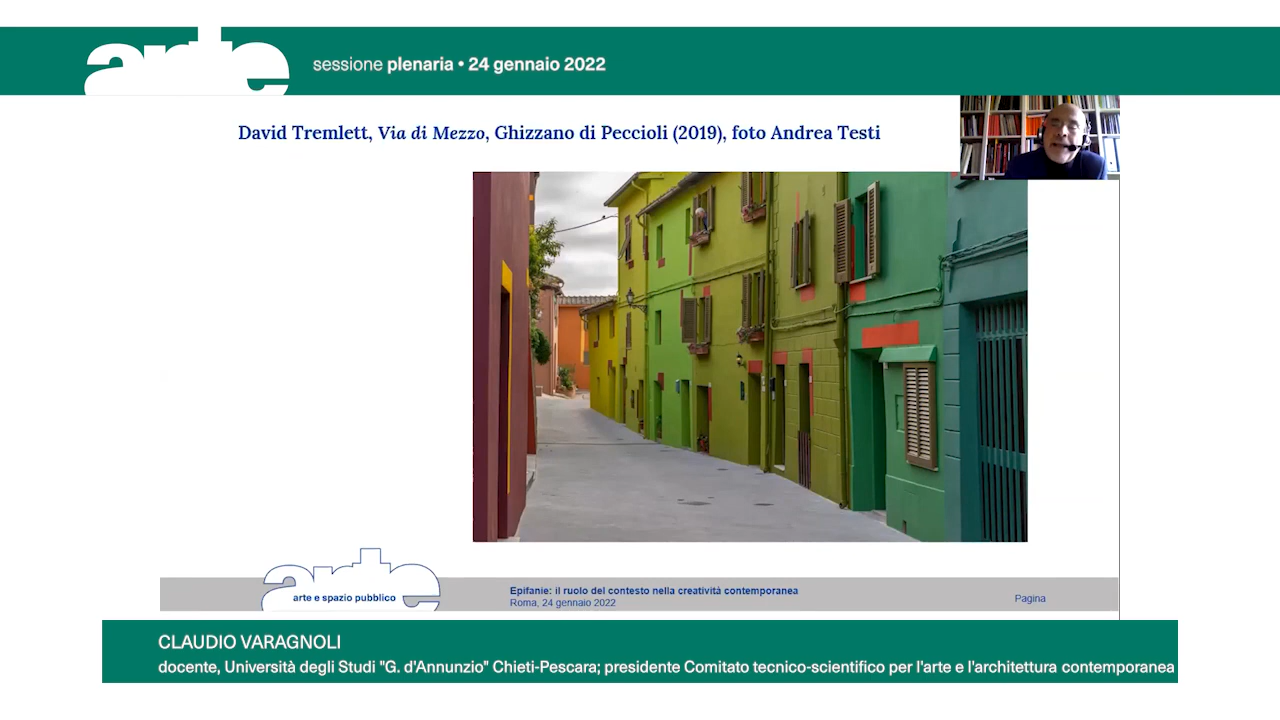 arte
sessione plenaria • 24 gennaio 2022
David Tremlett, Via di Mezzo, Ghizzano di Peccioli (2019), foto Andrea Testi
arte
arte e spazio pubblico
Epifanie: il ruolo del contesto nella creatività contemporanea
Roma, 24 gennaio 2022
Pagina
CLAUDIO VARAGNOLI
docente, Università degli Studi "G. d'Annunzio" Chieti-Pescara; presidente Comitato tecnico-scientifico per l'arte e l'architettura contemporanea